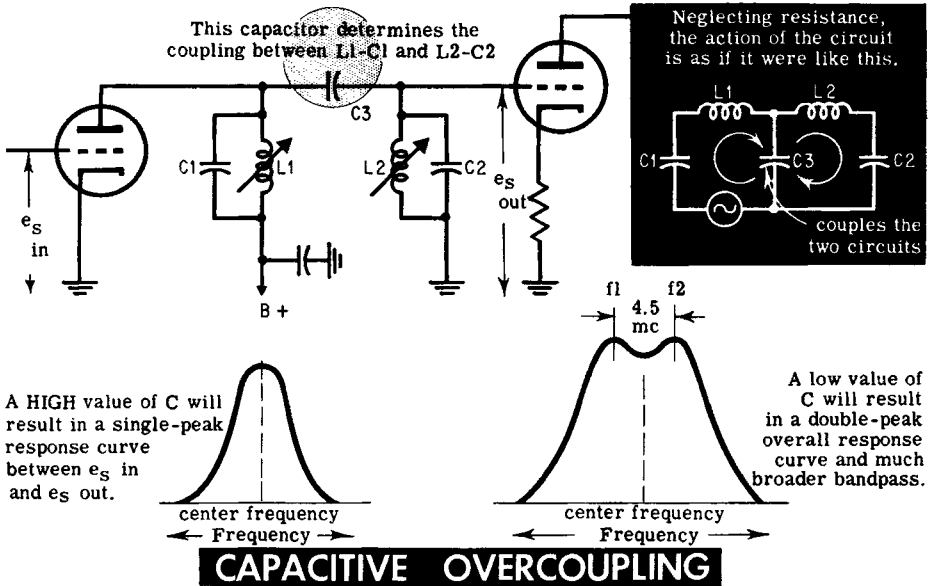 This capacitor determines the
coupling between L1-C1 and L2-C2
C3
C1
L1
L2
C2
es
in
es
out
B +
Neglecting resistance,
the action of the circuit
is as if it were like this.
L1
L2
C1
C3
C2
couples the
two circuits
A HIGH value of C will
result in a single-peak
response curve
between es in
and es out.
center frequency
Frequency
f1
f2
4.5
mc
center frequency
Frequency
A low value of
C will result
in a double-peak
overall response
curve and much
broader bandpass.
CAPACITIVE OVERCOUPLING